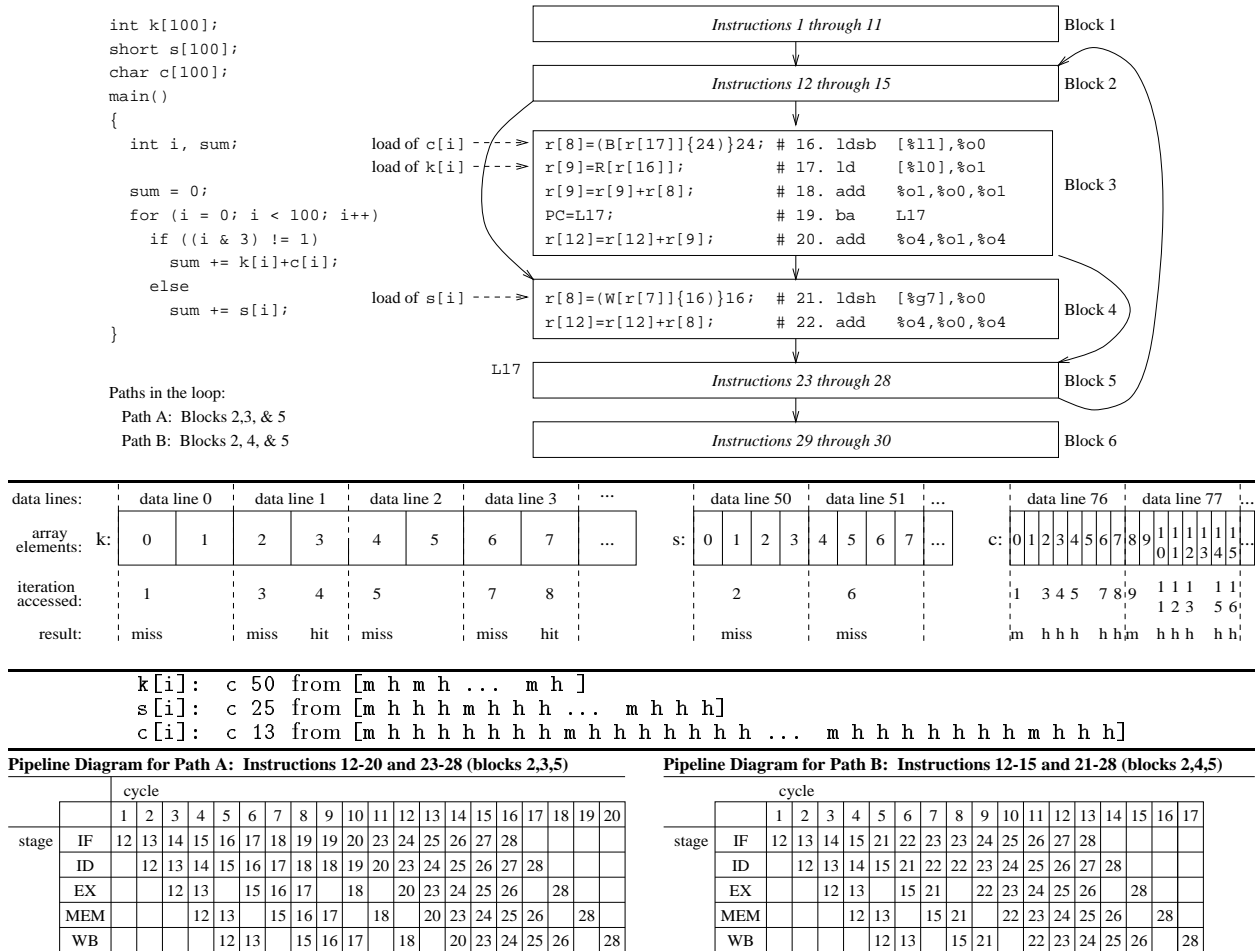 int k[100];
short s[100];
char c[100];
main()
{
int i, sum;
sum = 0;
for (i = 0; i < 100; i++)
if ((i & 3) != 1)
sum += k[i]+c[i];
else
sum += s[i];
}
Paths in the loop:
Path A: Blocks 2,3, & 5
Path B: Blocks 2, 4, & 5
Instructions 1 through 11 Block 1
Instructions 12 through 15 Block 2
load of c[i] r[8]=(B[r[17]]{24)}24; # 16. ldsb [%l1],%o0
load of k[i] r[9]=R[r[16]]; # 17. ld [%l0],%o1
r[9]=r[9]+r[8]; # 18. add %o1,%o0,%o1
Block 3
PC=L17; # 19. ba L17
r[12]=r[12]+r[9]; # 20. add %o4,%o1,%o4
load of s[i] r[8]=(W[r[7]]{16)}16; # 21. ldsh [%g7],%o0
Block 4
r[12]=r[12]+r[8]; # 22. add %o4,%o0,%o4
L17
Instructions 23 through 28 Block 5
Instructions 29 through 30 Block 6
data lines: data line 0 data line 1 data line 2 data line 3 ... data line 50 data line 51 ... data line 76 data line 77 ...
array elements: k: 0 1 2 3 4 5 6 7 ... s: 0 1 2 3 4 5 6 7 ... c: 0 1 2 3 4 5 6 7 8 9 10 11 12 13 14 15 ...
iteration accessed: 1 3 4 5 7 8 2 6 1 3 4 5 7 8 9 11 12 13 15 16
result: miss miss hit miss miss hit miss miss m h h h h h m h h h h h
k[i]: c 50 from [m h m h ... m h ]
s[i]: c 25 from [m h h h m h h h ... m h h h]
c[i]: c 13 from [m h h h h h h h m h h h h h h h ... m h h h h h h h m h h h]
Pipeline Diagram for Path A: Instructions 12-20 and 23-28 (blocks 2,3,5)
cycle
1 2 3 4 5 6 7 8 9 10 11 12 13 14 15 16 17 18 19 20
stage IF 12 13 14 15 16 17 18 19 19 20 23 24 25 26 27 28
ID 12 13 14 15 16 17 18 18 19 20 23 24 25 26 27 28
EX 12 13 15 16 17 18 20 23 24 25 26 28
MEM 12 13 15 16 17 18 20 23 24 25 26 28
WB 12 13 15 16 17 18 20 23 24 25 26 28
Pipeline Diagram for Path B: Instructions 12-15 and 21-28 (blocks 2,4,5)
cycle
1 2 3 4 5 6 7 8 9 10 11 12 13 14 15 16 17
stage IF 12 13 14 15 21 22 23 23 24 25 26 27 28
ID 12 13 14 15 21 22 22 23 24 25 26 27 28
EX 12 13 15 21 22 23 24 25 26 28
MEM 12 13 15 21 22 23 24 25 26 28
WB 12 13 15 21 22 23 24 25 26 28